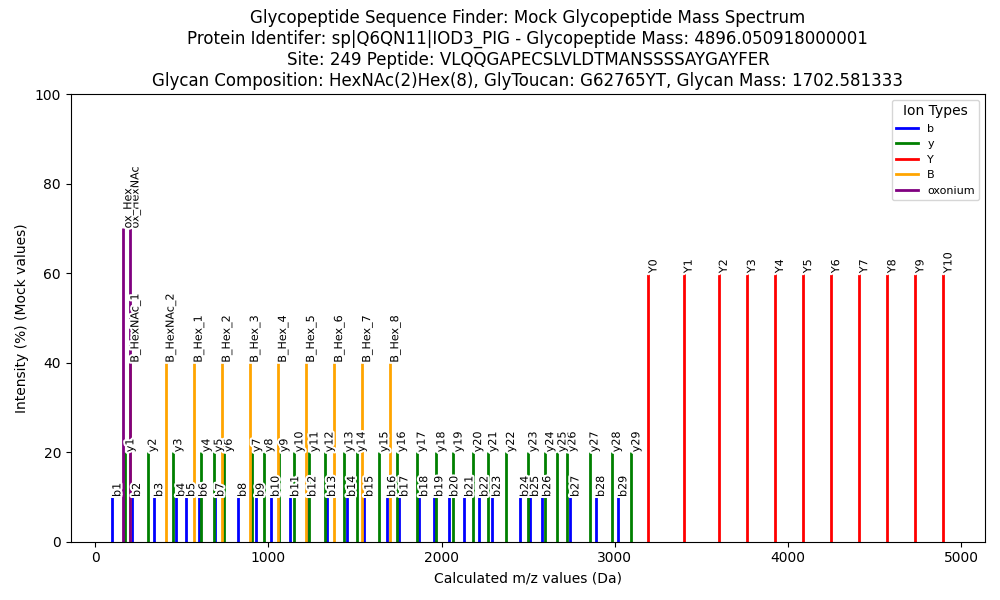 Glycopeptide Sequence Finder: Mock Glycopeptide Mass Spectrum
Protein Identifer: sp|Q6QN11|IOD3_PIG - Glycopeptide Mass: 4896.050918000001
Site: 249 Peptide: VLQQGAPECSLVLDTMANSSSSAYGAYFER
Glycan Composition: HexNAc(2)Hex(8), GlyToucan: G62765YT, Glycan Mass: 1702.581333
Intensity (%) (Mock values)
100
80
60
40
20
0
Ion Types
b
y
Y
B
oxonium
ox_Hex
ox_HexNAc
Y0
Y1
Y2
Y3
Y4
Y5
Y6
Y7
Y8
Y9
Y10
B_HexNAc_1
B_HexNAc_2
B_Hex_1
B_Hex_2
B_Hex_3
B_Hex_4
B_Hex_5
B_Hex_6
B_Hex_7
B_Hex_8
y1
y2
y3
y4
y5
y6
y7
y8
y9
y10
y11
y12
y13
y14
y15
y16
y17
y18
y19
y20
y21
y22
y23
y24
y25
y26
y27
y28
y29
b1
b2
b3
b4
b5
b6
b7
b8
b9
b10
b11
b12
b13
b14
b15
b16
b17
b18
b19
b20
b21
b22
b23
b24
b25
b26
b27
b28
b29
0
1000
2000
3000
4000
5000
Calculated m/z values (Da)